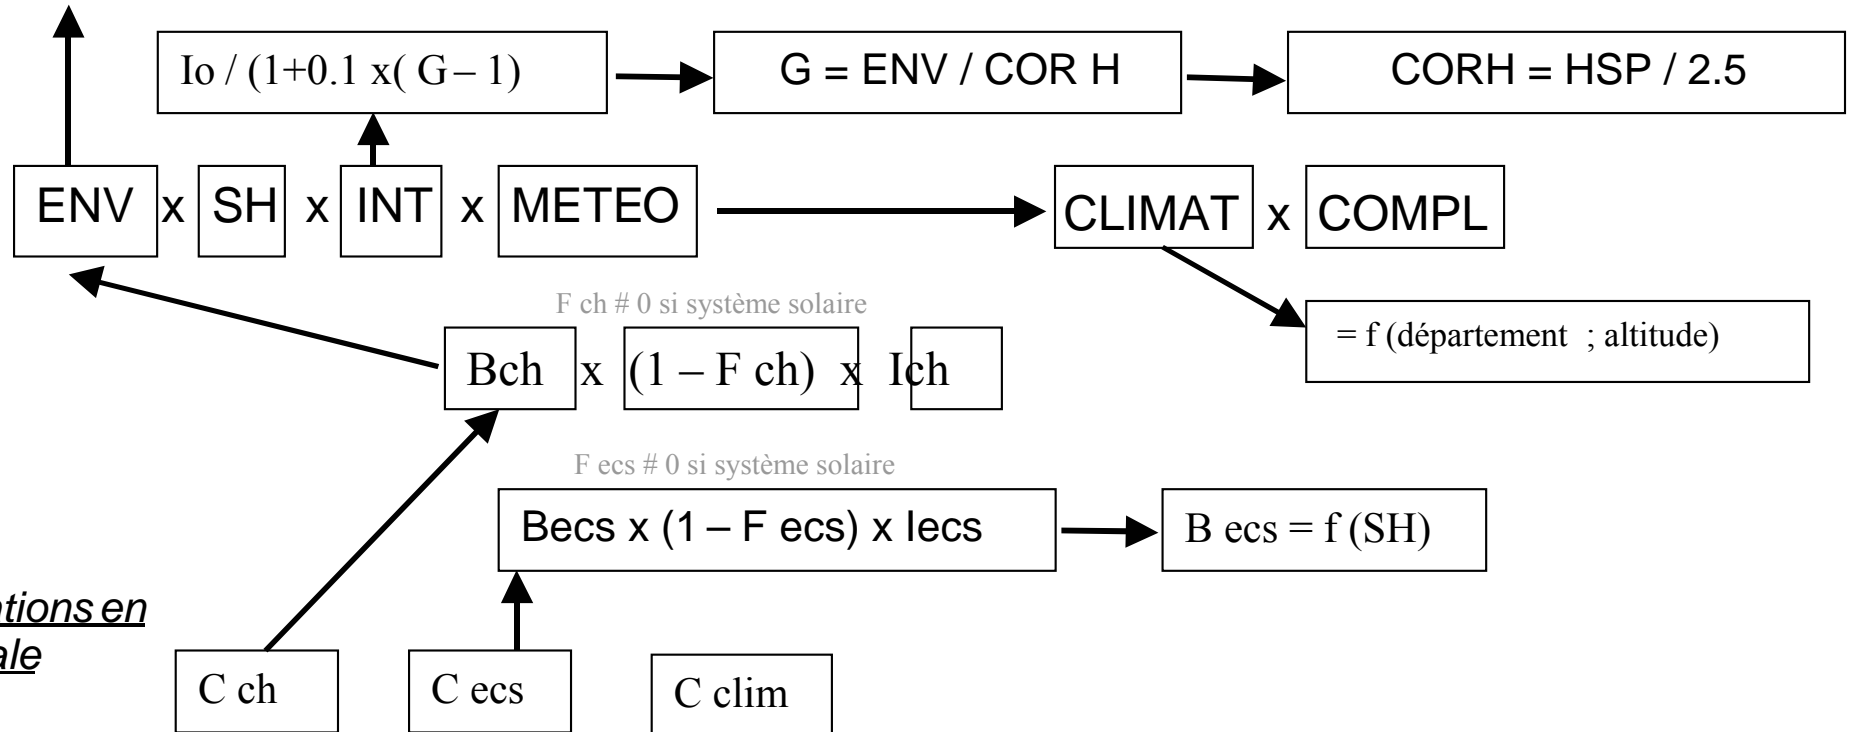 Io / (1+0.1 x( G – 1)
G = ENV / COR H
CORH = HSP / 2.5
ENV x SH x INT x METEO
CLIMAT x COMPL
F ch # 0 si système solaire
= f (département ; altitude)
Bch x (1 – F ch) x Ich
F ecs # 0 si système solaire
Becs x (1 – F ecs) x Iecs
B ecs = f (SH)
en
C ch
C ecs
C clim